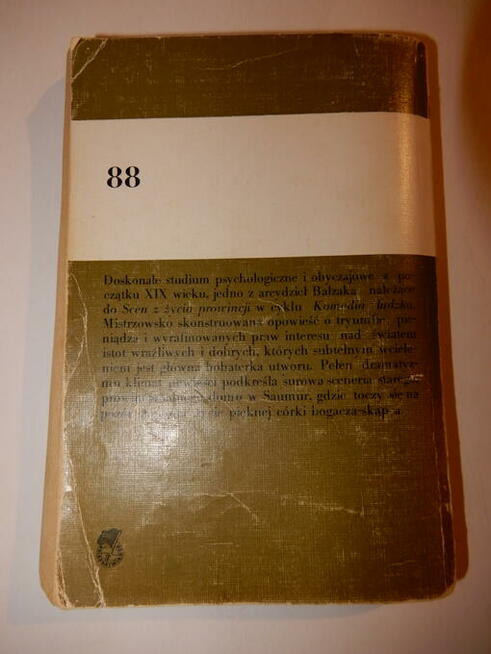 88
Doskonałe studium psychologiczne i obyczajowe z po-
czątku XIX wieku, jedno z arcydzieł Balzaka, należące
do Scen z życia prowincji w cyklu Komedia ludzka.
Mistrzowsko skonstruowana opowieść o tryumfie pie-
niądza i wyrafinowanych praw interesu nad światem
istot wrażliwych i dobrych, których subtelnym wciele-
niem jest główna bohaterka utworu. Pełen dramatyz-
mu klimat powieści podkreśla surowa sceneria starego,
domu w Saumur, gdzie toczy się na
pozór życie pięknej córki bogacza-skąpca